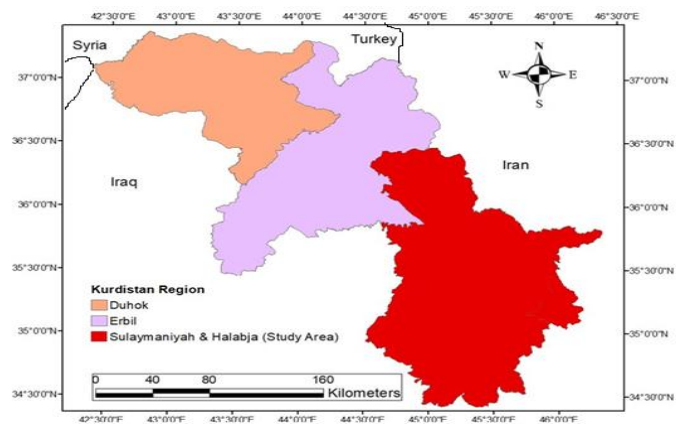 42°30'0"E 43°0'0"E 43°30'0"E 44°0'0"E 44°30'0"E 45°0'0"E 45°30'0"E 46°0'0"E 46°30'0"E
Syria
Turkey
N
W E
S
37°0'0"N 37°0'0"N
36°30'0"N 36°30'0"N
Iran
Iraq
36°0'0"N 36°0'0"N
35°30'0"N 35°30'0"N
Kurdistan Region
Duhok
Erbil
Sulaymaniyah & Halabja (Study Area)
35°0'0"N 35°0'0"N
0 40 80 160
Kilometers
34°30'0"N 34°30'0"N
42°30'0"E 43°0'0"E 43°30'0"E 44°0'0"E 44°30'0"E 45°0'0"E 45°30'0"E 46°0'0"E